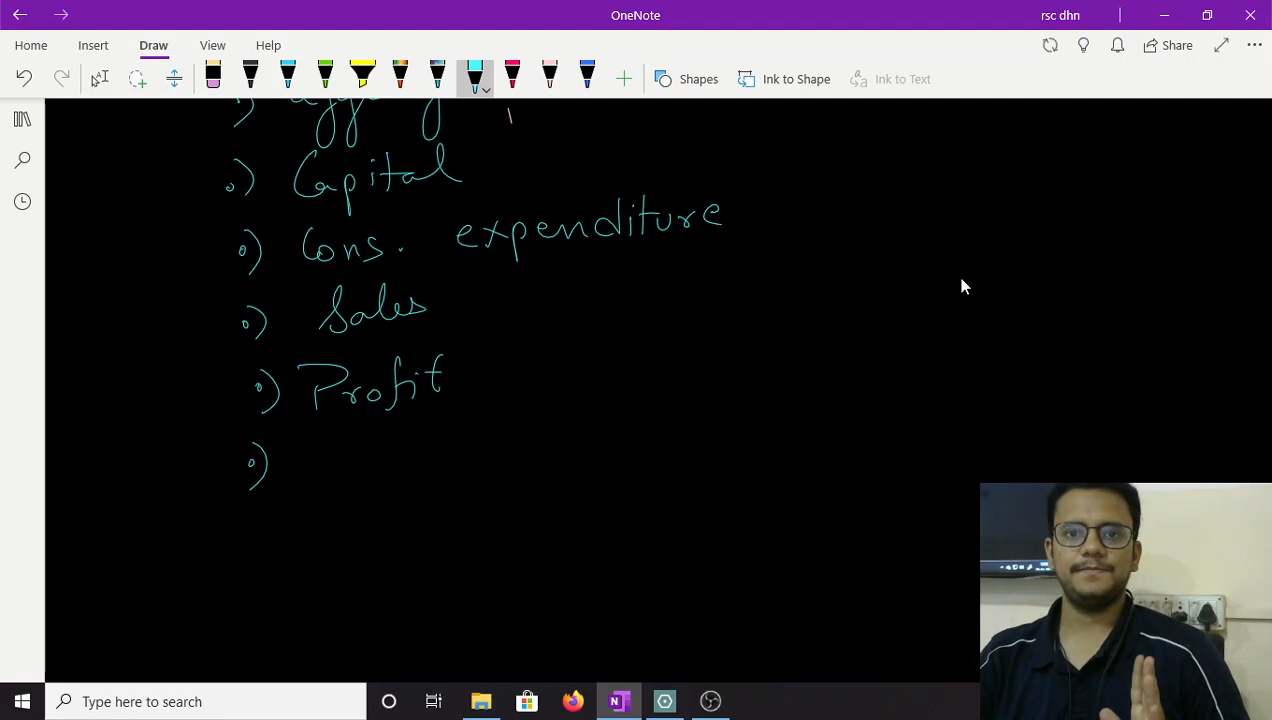 OneNote
rsc dhn
Home Insert Draw View Help
Share
Shapes Ink to Shape Ink to Text
Capital
Cons. expenditure
Sales
Profit
Type here to search